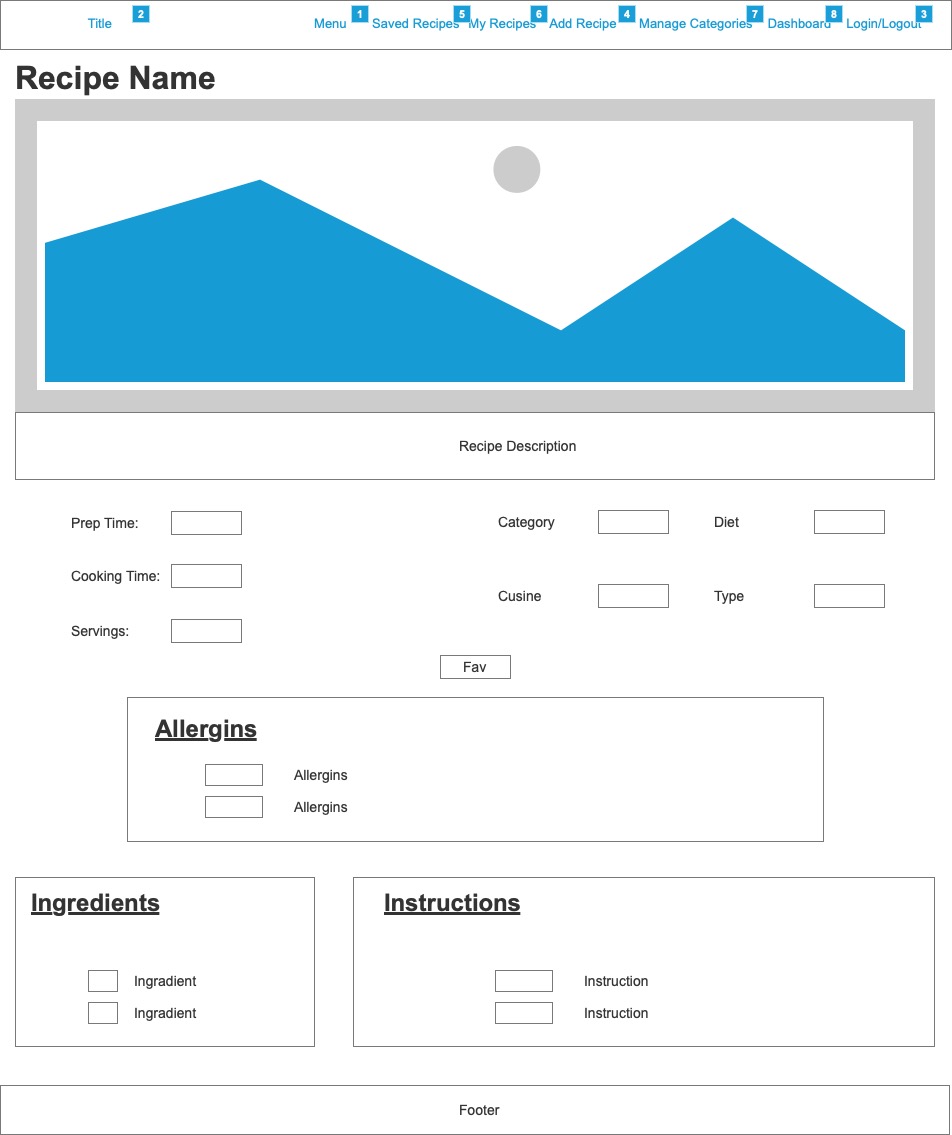 Title 2 Menu 1 Saved Recipes 5 My Recipes 6 Add Recipe 4 Manage Categories 7 Dashboard 8 Login/Logout 3
Recipe Name
Recipe Description
Prep Time:
Cooking Time:
Servings:
Category
Diet
Cusine
Type
Fav
Allergins
Allergins
Allergins
Ingredients
Ingradient
Ingradient
Instructions
Instruction
Instruction
Footer